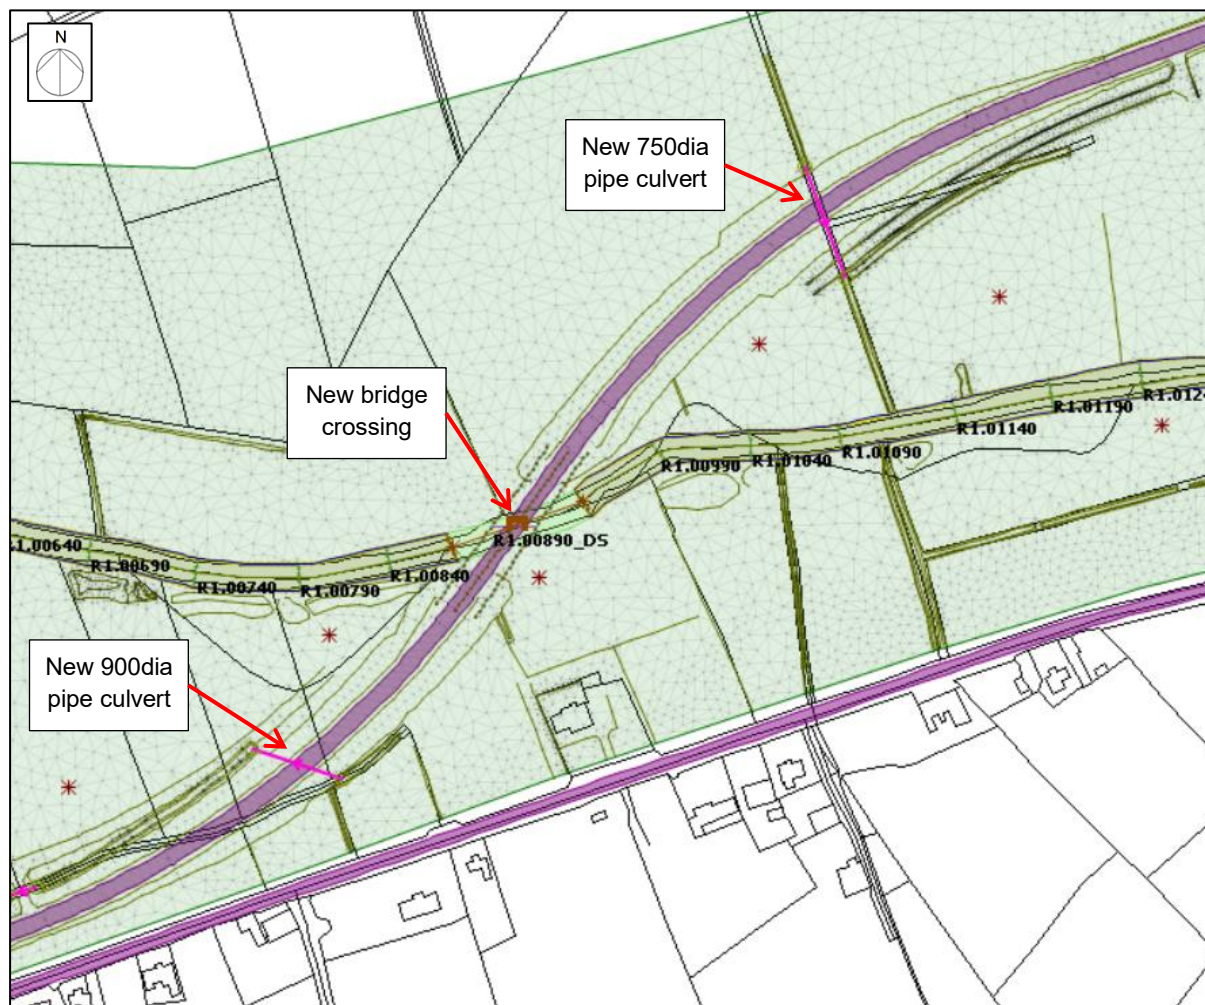 N
New 750dia
pipe culvert
New bridge
crossing
R1.01190
R1.01140
R1.01090
R1.01040
R1.00990
R1.00890_DS
R1.00840
R1.00790
R1.00740
R1.00690
New 900dia
pipe culvert